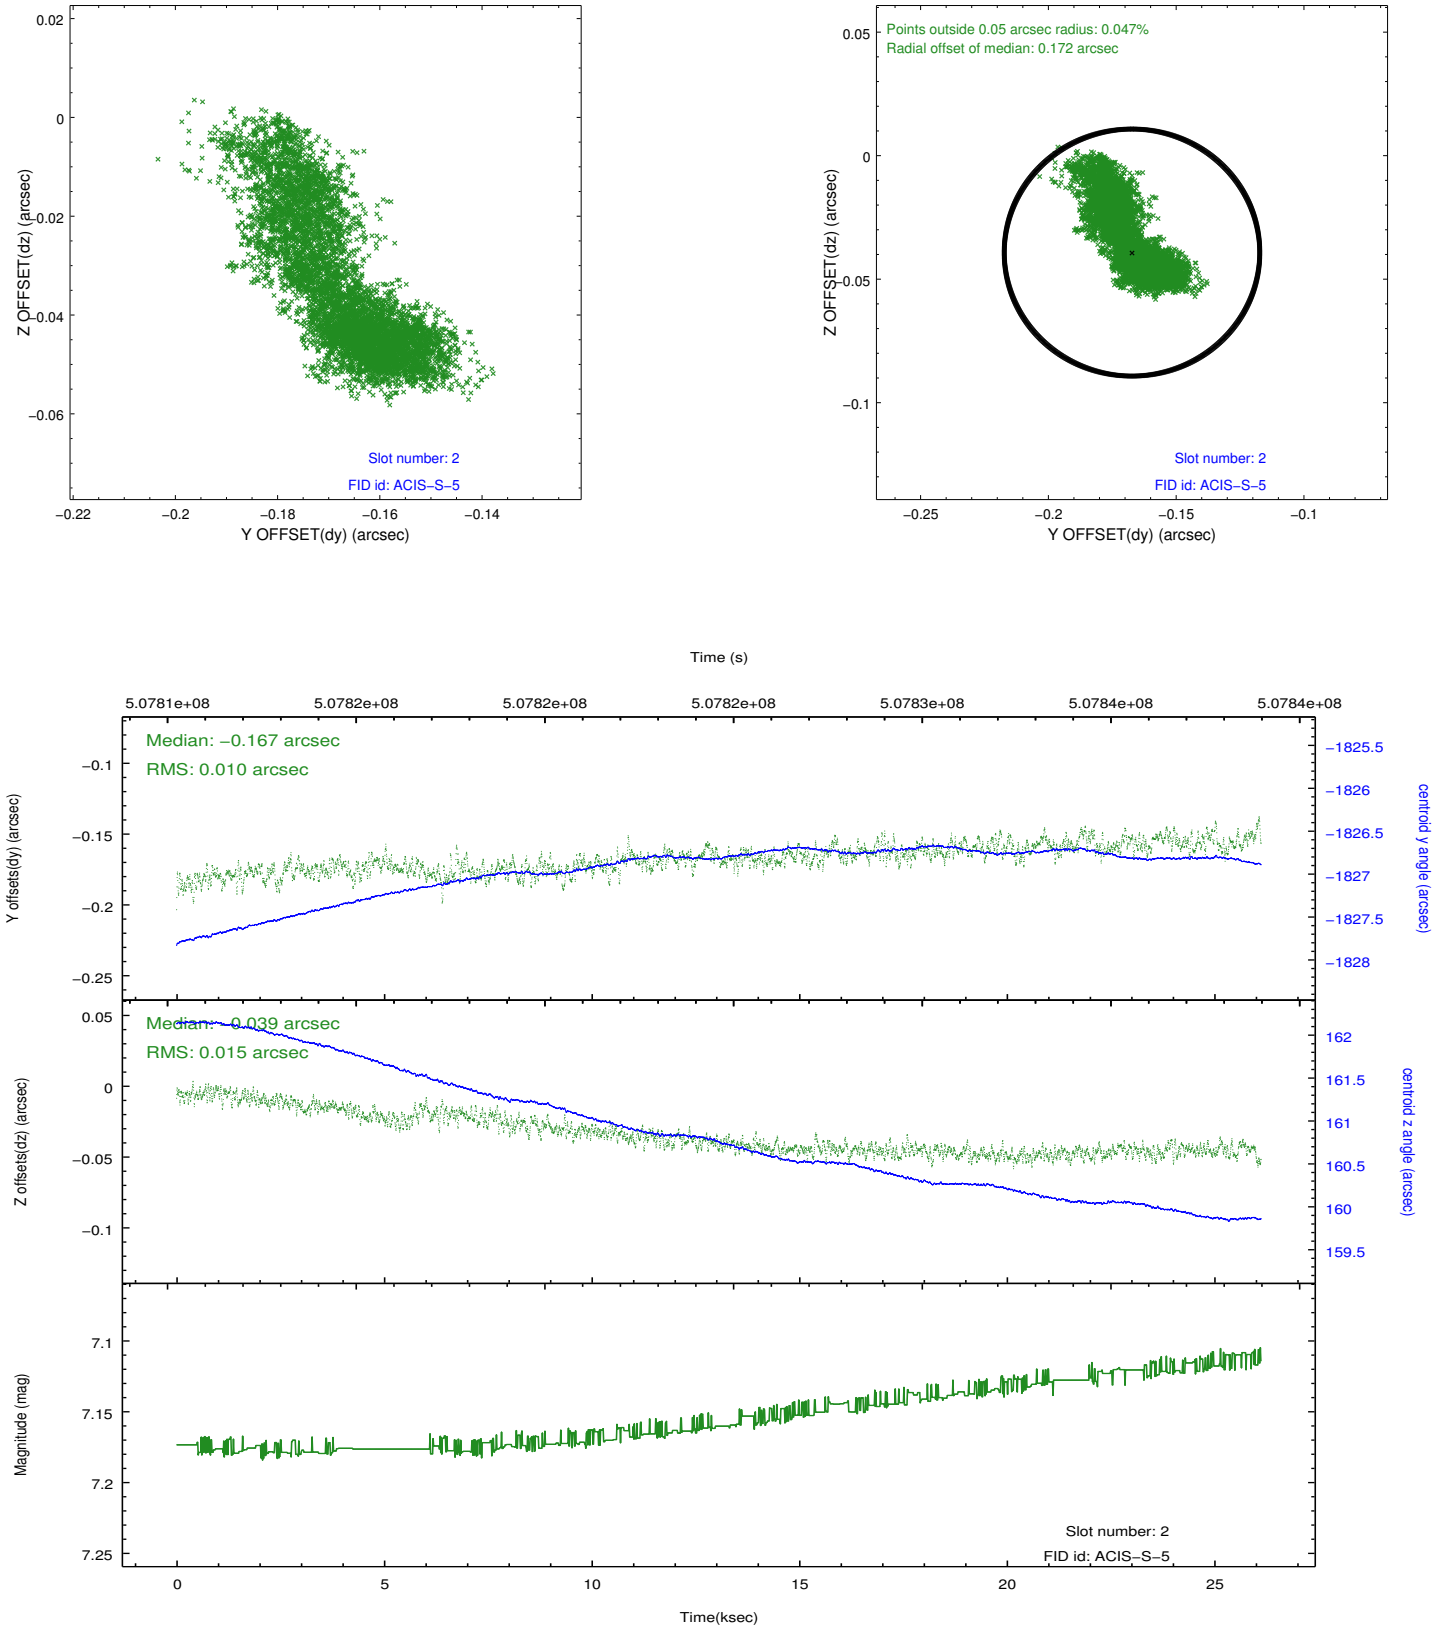 0.02
0
−0.02
−0.04
−0.06
Z OFFSET(dz) (arcsec)
Slot number: 2
FID id: ACIS−S−5
−0.22
−0.2
−0.18
−0.16
−0.14
Y OFFSET(dy) (arcsec)
Points outside 0.05 arcsec radius: 0.047%
Radial offset of median: 0.172 arcsec
0.05
0
−0.05
−0.1
Z OFFSET(dz) (arcsec)
Slot number: 2
FID id: ACIS−S−5
−0.25
−0.2
−0.15
−0.1
Y OFFSET(dy) (arcsec)
Time (s)
5.0781e+08
5.0782e+08
5.0782e+08
5.0782e+08
5.0783e+08
5.0784e+08
5.0784e+08
Median: −0.167 arcsec
RMS: 0.010 arcsec
−0.1
−0.15
−0.2
−0.25
Y offsets(dy) (arcsec)
−1825.5
−1826
−1826.5
−1827
−1827.5
−1828
centroid y angle (arcsec)
Median: −0.039 arcsec
RMS: 0.015 arcsec
0.05
0
−0.05
−0.1
Z offsets(dz) (arcsec)
162
161.5
161
160.5
160
159.5
centroid z angle (arcsec)
7.1
7.15
7.2
7.25
Magnitude (mag)
Slot number: 2
FID id: ACIS−S−5
0
5
10
15
20
25
Time(ksec)